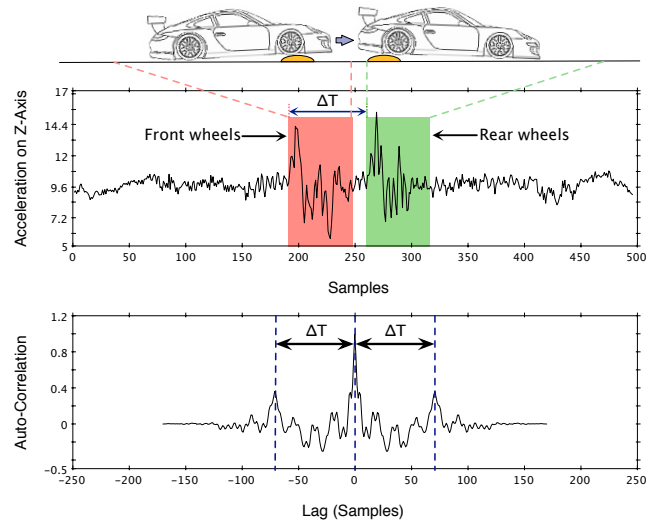 17
ΔT
14.4
Front wheels
Rear wheels
12
9.6
7.2
5
Acceleration on Z-Axis
0 50 100 150 200 250 300 350 400 450 500
Samples
1.2
ΔT ΔT
0.8
0.4
0
−0.5
Auto-Correlation
−250 −200 −150 −100 −50 0 50 100 150 200 250
Lag (Samples)